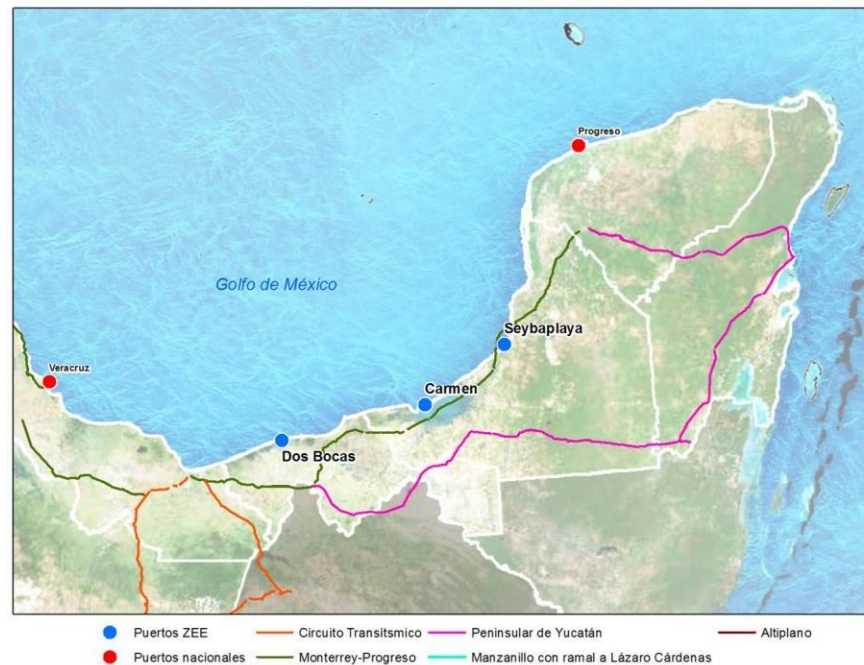 Progreso
Golfo de México
Seybaplaya
Veracruz
Carmen
Dos Bocas
Puertos ZEE
Circuito Transítsmico
Peninsular de Yucatán
Altiplano
Puertos nacionales
Monterrey-Progreso
Manzanillo con ramal a Lázaro Cárdenas